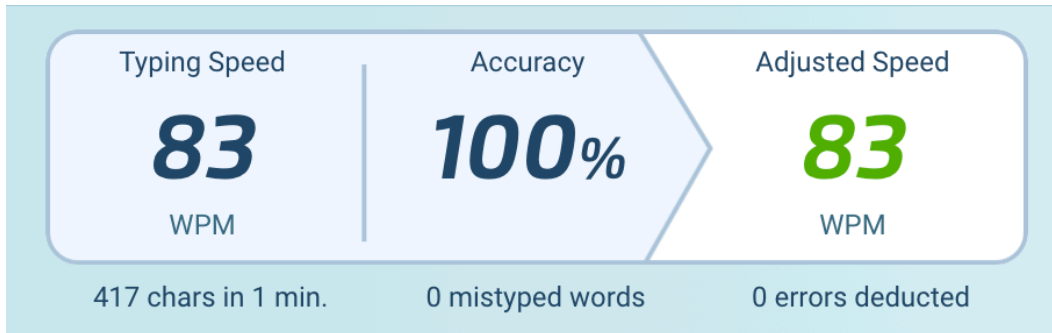 Typing Speed Accuracy Adjusted Speed
83 100% 83
WPM WPM
417 chars in 1 min. 0 mistyped words 0 errors deducted